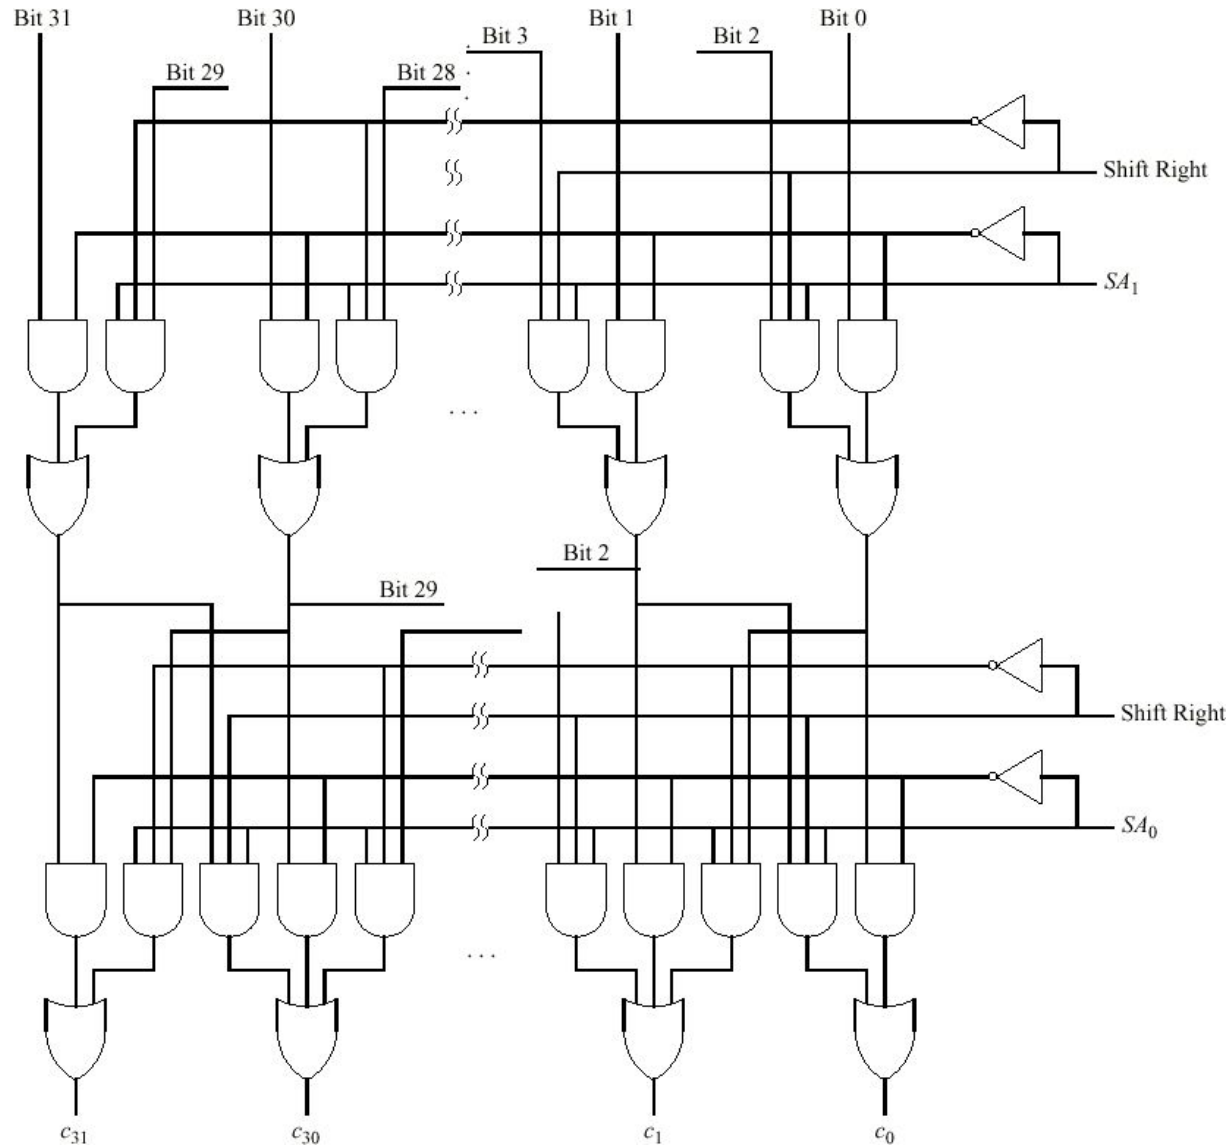 Bit 31 Bit 30 Bit 1 Bit 0
Bit 3 Bit 2
Bit 29 Bit 28
Shift Right
SA1
. . .
Bit 2
Bit 29
Shift Right
SA0
. . .
c31 c30 c1 c0